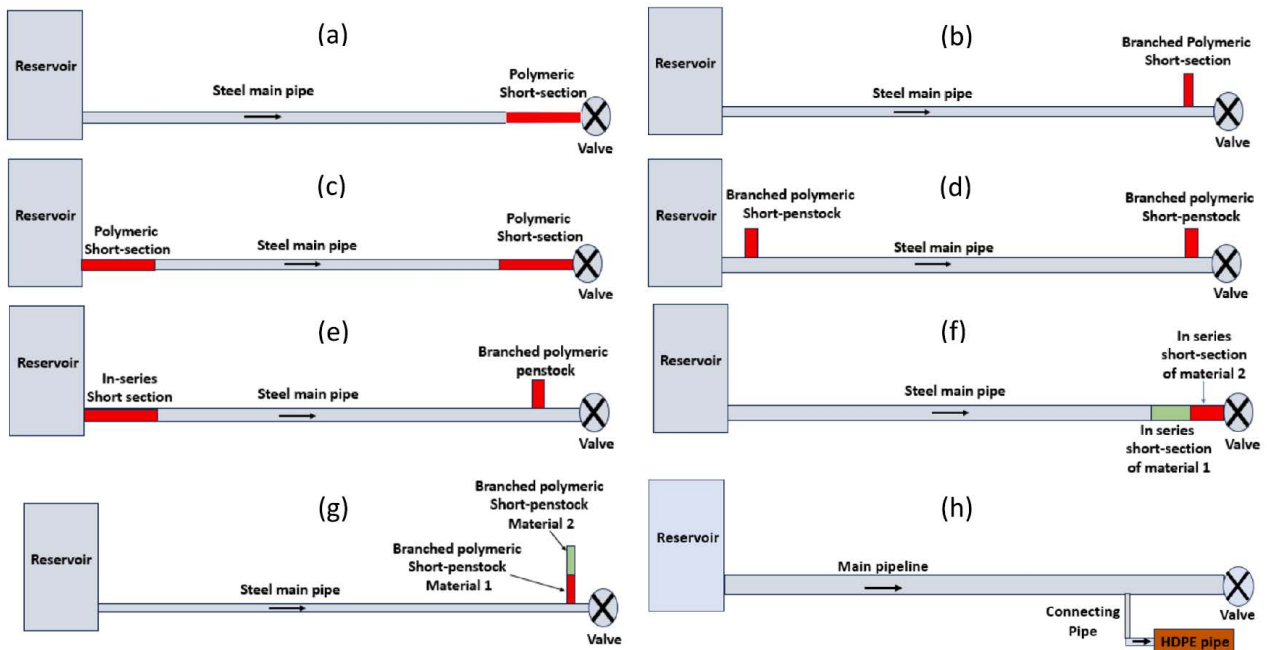 (a)
Reservoir
Steel main pipe
Polymeric
Short-section
Valve
(b)
Reservoir
Steel main pipe
Branched Polymeric
Short-section
Valve
(c)
Reservoir
Polymeric
Short-section
Steel main pipe
Polymeric
Short-section
Valve
(d)
Reservoir
Branched polymeric
Short-penstock
Steel main pipe
Branched polymeric
Short-penstock
Valve
(e)
Reservoir
In-series
Short section
Steel main pipe
Branched polymeric
penstock
Valve
(f)
Reservoir
Steel main pipe
In series
short-section
of material 2
In series
short-section
of material 1
Valve
(g)
Reservoir
Steel main pipe
Branched polymeric
Short-penstock
Material 2
Branched polymeric
Short-penstock
Material 1
Valve
(h)
Reservoir
Main pipeline
Connecting
Pipe
HDPE pipe
Valve